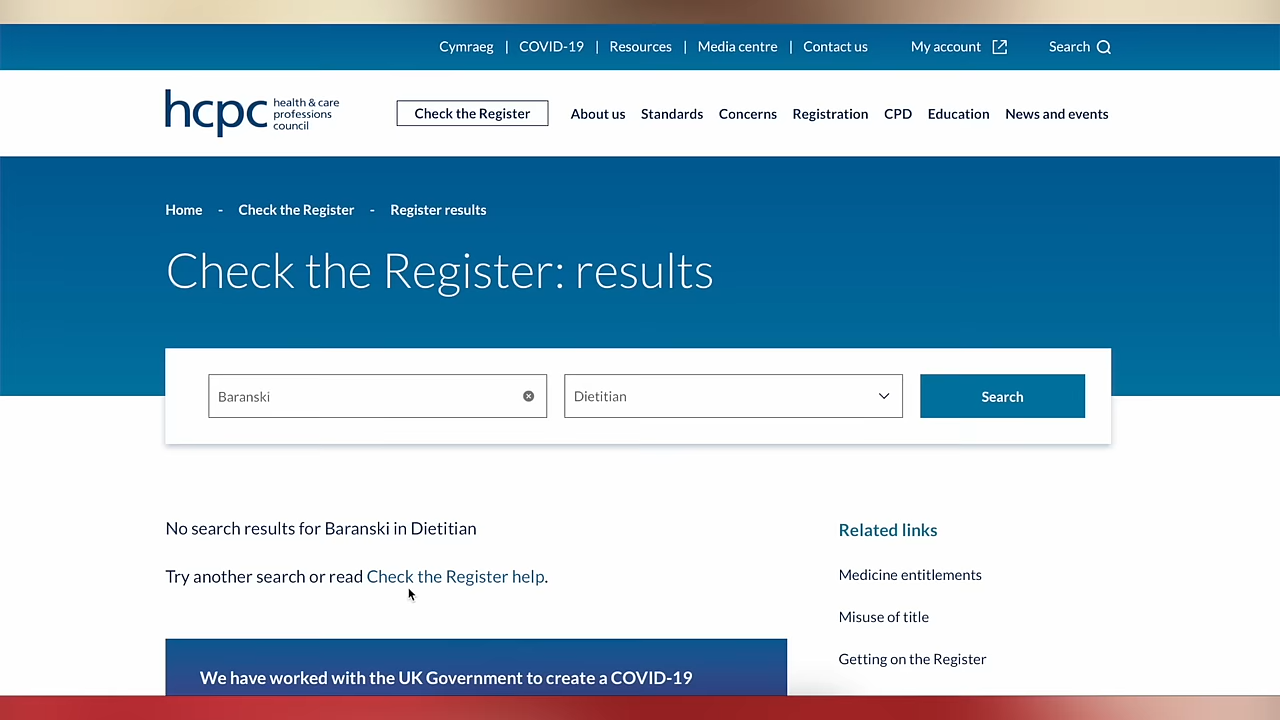 Cymraeg | COVID-19 | Resources | Media centre | Contact us My account Search
hcpc health & care
professions
council
Check the Register About us Standards Concerns Registration CPD Education News and events
Home - Check the Register - Register results
Check the Register: results
Baranski Dietitian Search
No search results for Baranski in Dietitian
Try another search or read Check the Register help.
Related links
Medicine entitlements
Misuse of title
Getting on the Register
We have worked with the UK Government to create a COVID-19